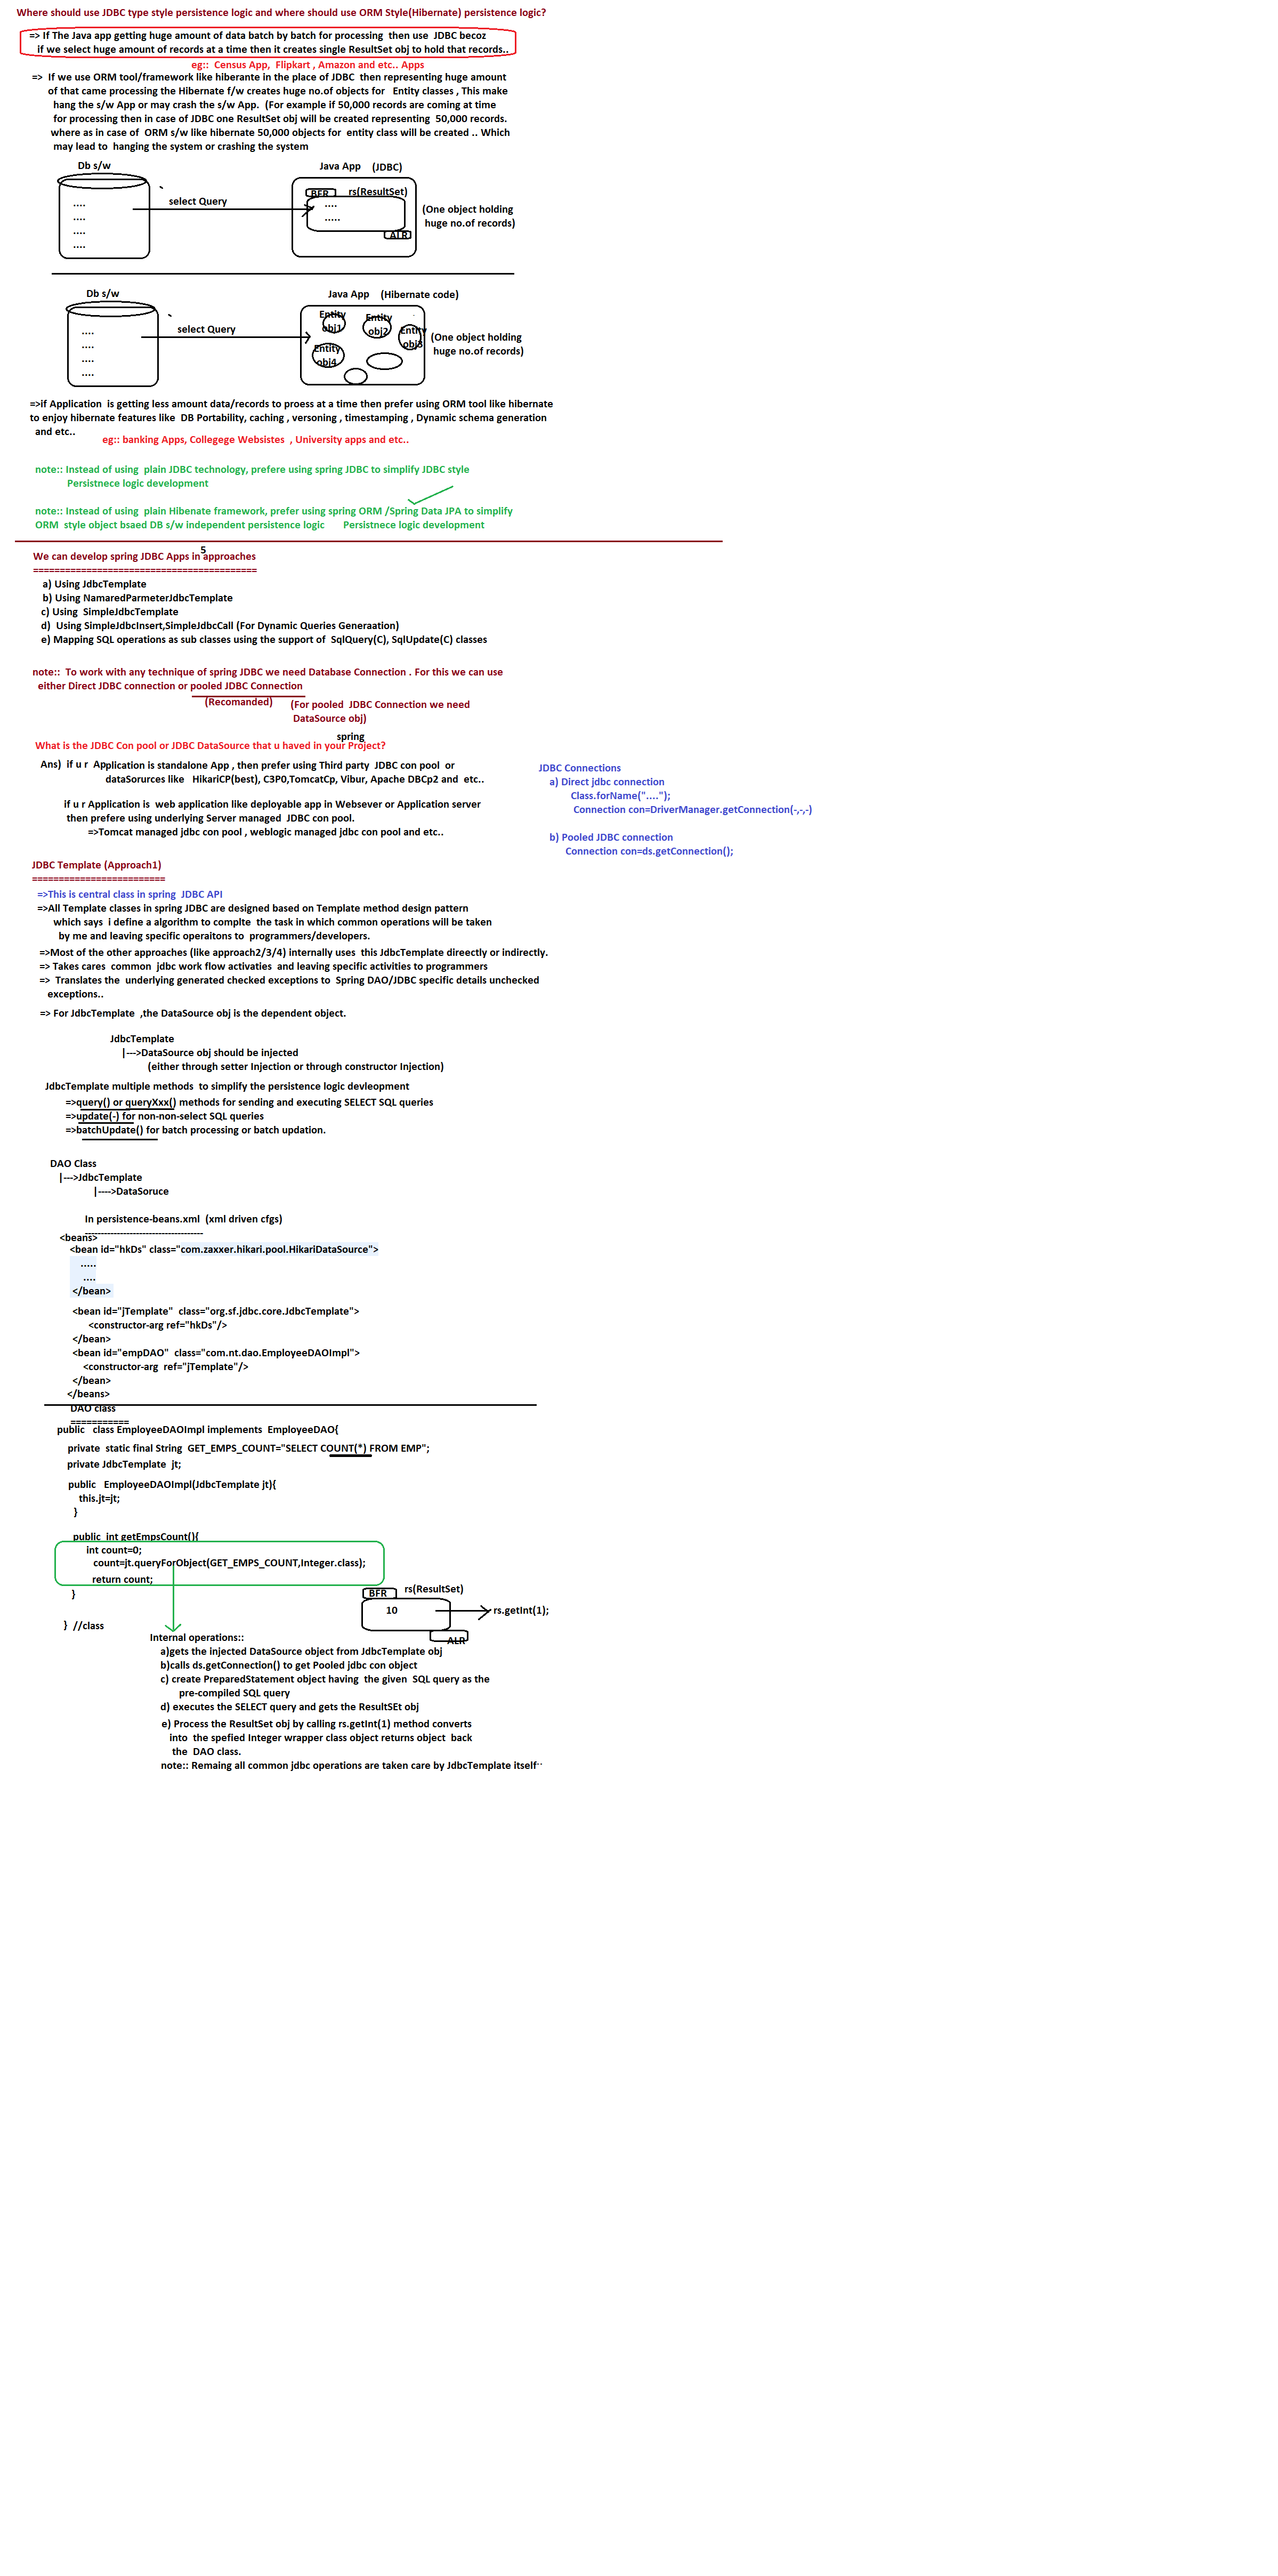 Where should use JDBC type style persistence logic and where should use ORM Style(Hibernate) persistence logic?
=> If The Java app getting huge amount of data batch by batch for processing then use JDBC becoz
if we select huge amount of records at a time then it creates single ResultSet obj to hold that records..
eg:: Census App, Flipkart , Amazon and etc.. Apps
=> If we use ORM tool/framework like hiberante in the place of JDBC then representing huge amount
of that came processing the Hibernate f/w creates huge no.of objects for Entity classes , This make
hang the s/w App or may crash the s/w App. (For example if 50,000 records are coming at time
for processing then in case of JDBC one ResultSet obj will be created representing 50,000 records.
where as in case of ORM s/w like hibernate 50,000 objects for entity class will be created .. Which
may lead to hanging the system or crashing the system
Db s/w
Java App (JDBC)
BFR rs(ResultSet)
....
....
....
....
select Query
....
.....
ALR
(One object holding
huge no.of records)
Db s/w
Java App (Hibernate code)
....
....
....
....
select Query
Entity
obj1
Entity
obj2
Entity
obj3
Entity
obj4
(One object holding
huge no.of records)
=>if Application is getting less amount data/records to proess at a time then prefer using ORM tool like hibernate
to enjoy hibernate features like DB Portability, caching , versoning , timestamping , Dynamic schema generation
and etc..
eg:: banking Apps, Collegege Websistes , University apps and etc..
note:: Instead of using plain JDBC technology, prefere using spring JDBC to simplify JDBC style
Persistnece logic development
note:: Instead of using plain Hibenate framework, prefer using spring ORM /Spring Data JPA to simplify
ORM style object bsaed DB s/w independent persistence logic Persistnece logic development
5
We can develop spring JDBC Apps in approaches
==========================================
a) Using JdbcTemplate
b) Using NamaredParmeterJdbcTemplate
c) Using SimpleJdbcTemplate
d) Using SimpleJdbcInsert,SimpleJdbcCall (For Dynamic Queries Generaation)
e) Mapping SQL operations as sub classes using the support of SqlQuery(C), SqlUpdate(C) classes
note:: To work with any technique of spring JDBC we need Database Connection . For this we can use
either Direct JDBC connection or pooled JDBC Connection
(Recomanded) (For pooled JDBC Connection we need
DataSource obj)
spring
What is the JDBC Con pool or JDBC DataSource that u haved in your Project?
Ans) if u r Application is standalone App , then prefer using Third party JDBC con pool or
dataSorurces like HikariCP(best), C3P0,TomcatCp, Vibur, Apache DBCp2 and etc..
if u r Application is web application like deployable app in Websever or Application server
then prefere using underlying Server managed JDBC con pool.
=>Tomcat managed jdbc con pool , weblogic managed jdbc con pool and etc..
JDBC Connections
a) Direct jdbc connection
Class.forName("....");
Connection con=DriverManager.getConnection(-,-,-)
b) Pooled JDBC connection
Connection con=ds.getConnection();
JDBC Template (Approach1)
=========================
=>This is central class in spring JDBC API
=>All Template classes in spring JDBC are designed based on Template method design pattern
which says i define a algorithm to complte the task in which common operations will be taken
by me and leaving specific operaitons to programmers/developers.
=>Most of the other approaches (like approach2/3/4) internally uses this JdbcTemplate direectly or indirectly.
=> Takes cares common jdbc work flow activaties and leaving specific activities to programmers
=> Translates the underlying generated checked exceptions to Spring DAO/JDBC specific details unchecked
exceptions..
=> For JdbcTemplate ,the DataSource obj is the dependent object.
JdbcTemplate
|--->DataSource obj should be injected
(either through setter Injection or through constructor Injection)
JdbcTemplate multiple methods to simplify the persistence logic devleopment
=>query() or queryXxx() methods for sending and executing SELECT SQL queries
=>update(-) for non-non-select SQL queries
=>batchUpdate() for batch processing or batch updation.
DAO Class
|--->JdbcTemplate
|---->DataSoruce
In persistence-beans.xml (xml driven cfgs)
-------------------------------------
<beans>
<bean id="hkDs" class="com.zaxxer.hikari.pool.HikariDataSource">
.....
....
</bean>
<bean id="jTemplate" class="org.sf.jdbc.core.JdbcTemplate">
<constructor-arg ref="hkDs"/>
</bean>
<bean id="empDAO" class="com.nt.dao.EmployeeDAOImpl">
<constructor-arg ref="jTemplate"/>
</bean>
</beans>
DAO class
===========
public class EmployeeDAOImpl implements EmployeeDAO{
private static final String GET_EMPS_COUNT="SELECT COUNT(*) FROM EMP";
private JdbcTemplate jt;
public EmployeeDAOImpl(JdbcTemplate jt){
this.jt=jt;
}
public int getEmpsCount(){
int count=0;
count=jt.queryForObject(GET_EMPS_COUNT,Integer.class);
return count;
}
} //class
BFR rs(ResultSet)
10
rs.getInt(1);
ALR
Internal operations::
a)gets the injected DataSource object from JdbcTemplate obj
b)calls ds.getConnection() to get Pooled jdbc con object
c) create PreparedStatement object having the given SQL query as the
pre-compiled SQL query
d) executes the SELECT query and gets the ResultSEt obj
e) Process the ResultSet obj by calling rs.getInt(1) method converts
into the spefied Integer wrapper class object returns object back
the DAO class.
note:: Remaing all common jdbc operations are taken care by JdbcTemplate itself..